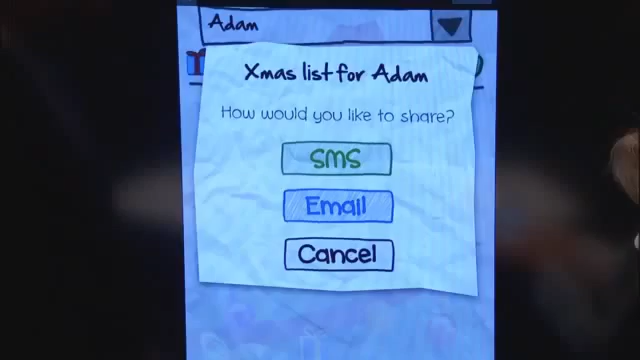 Adam
Xmas list for Adam
How would you like to share?
SMS
Email
Cancel